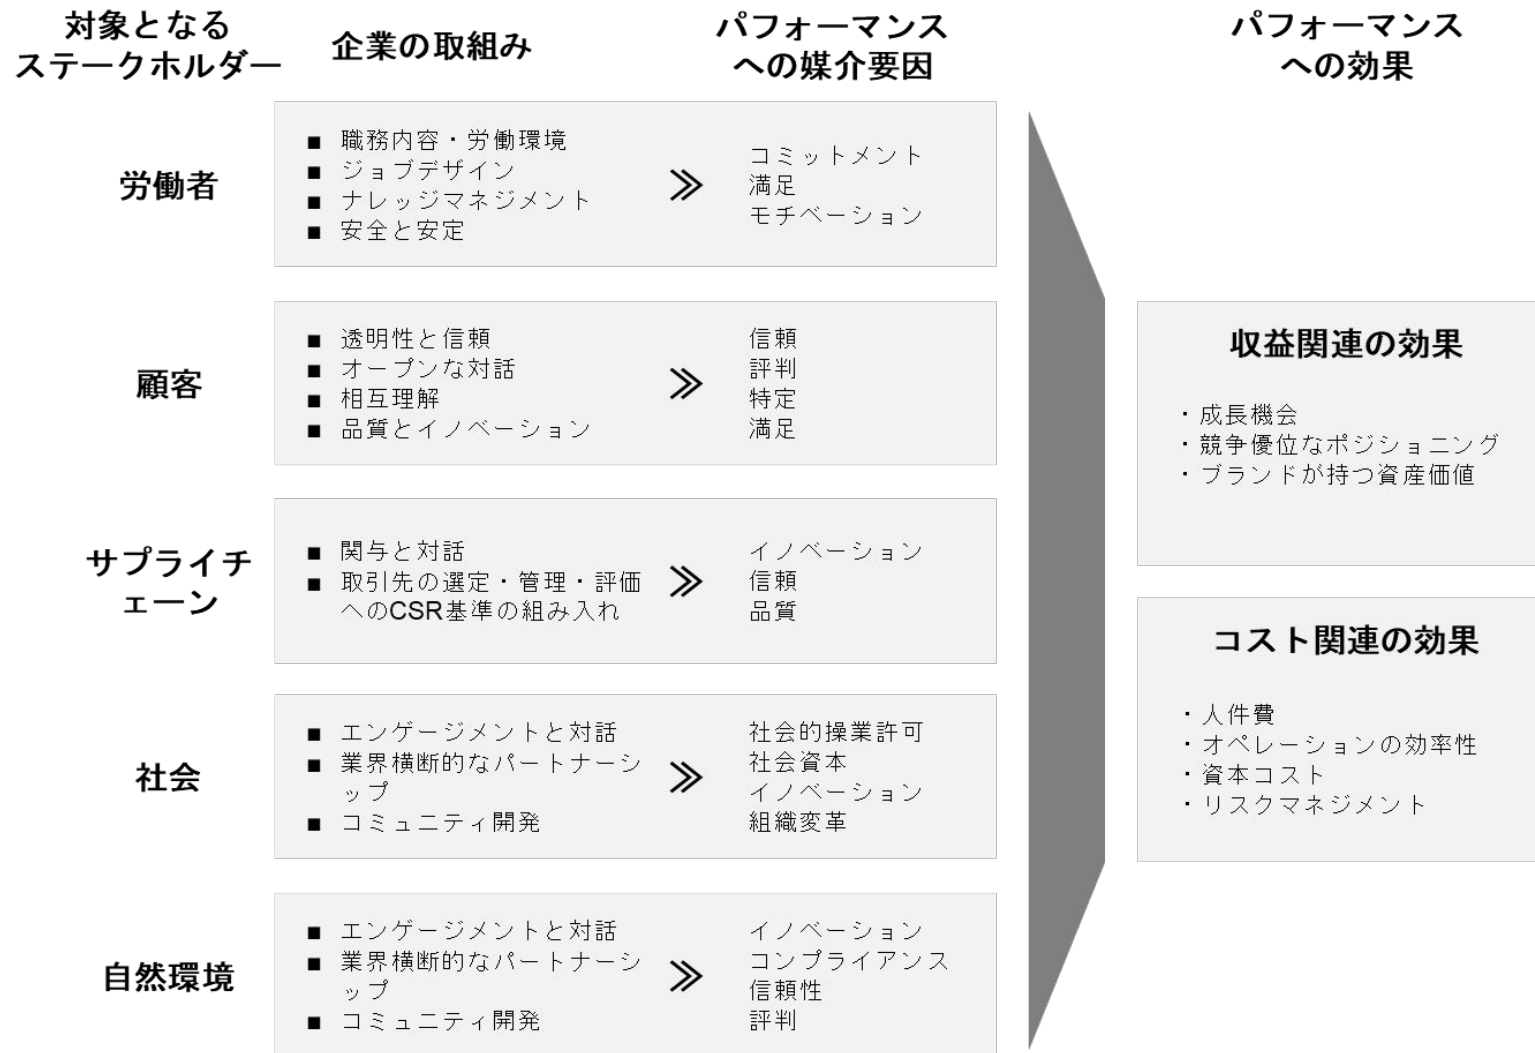 対象となる
ステークホルダー
企業の取組み
パフォーマンス
への媒介要因
パフォーマンス
への効果
労働者
■ 職務内容・労働環境
■ ジョブデザイン
■ ナレッジマネジメント
■ 安全と安定
≫
コミットメント
満足
モチベーション
顧客
■ 透明性と信頼
■ オープンな対話
■ 相互理解
■ 品質とイノベーション
≫
信頼
評判
特定
満足
サプライチ
ェーン
■ 関与と対話
■ 取引先の選定・管理・評価
へのCSR基準の組み入れ
≫
イノベーション
信頼
品質
社会
■ エンゲージメントと対話
■ 業界横断的なパートナーシ
ップ
■ コミュニティ開発
≫
社会的操業許可
社会資本
イノベーション
組織変革
自然環境
■ エンゲージメントと対話
■ 業界横断的なパートナーシ
ップ
■ コミュニティ開発
≫
イノベーション
コンプライアンス
信頼性
評判
収益関連の効果
・成長機会
・競争優位なポジショニング
・ブランドが持つ資産価値
コスト関連の効果
・人件費
・オペレーションの効率性
・資本コスト
・リスクマネジメント